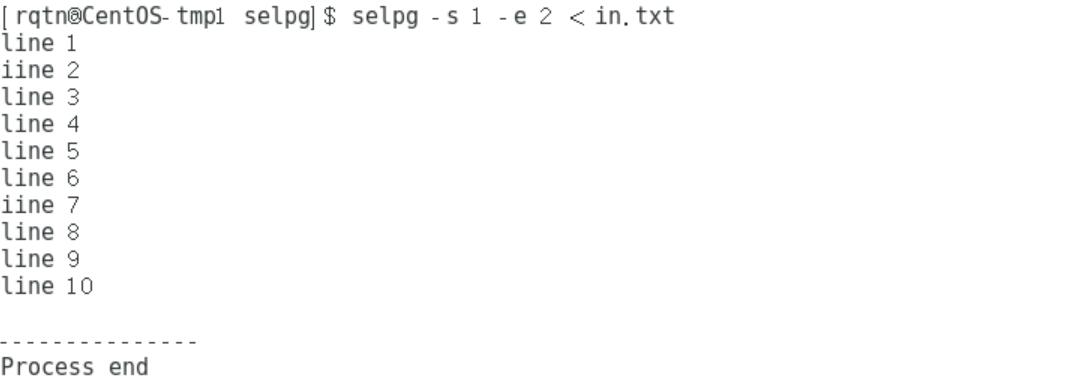 [rqtn@CentOS-tmp1 selpg]$ selpg -s 1 -e 2 < in.txt
line 1
iine 2
line 3
line 4
line 5
line 6
iine 7
line 8
line 9
line 10
---------------
Process end